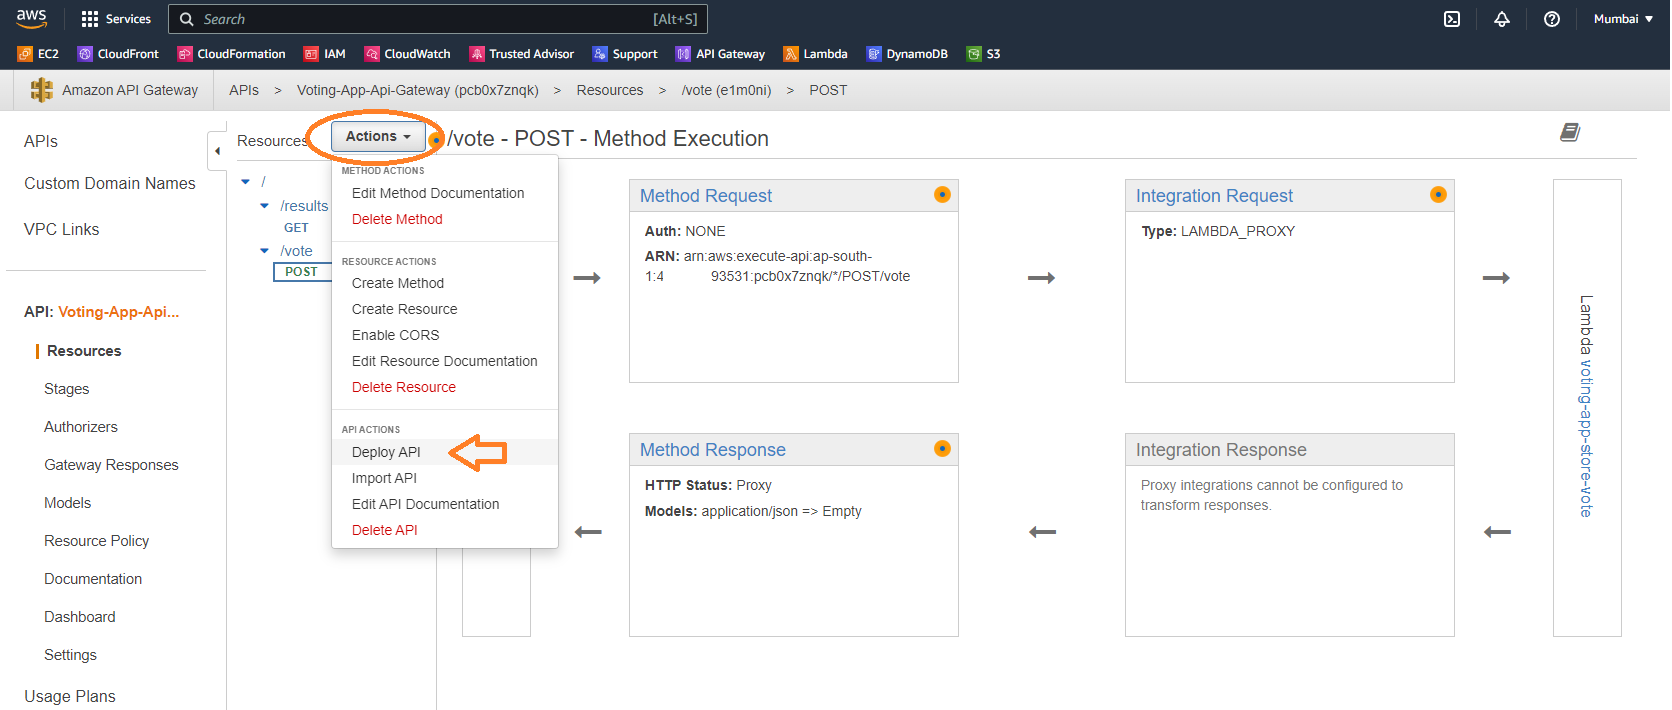 aws
Services
Search
[Alt+S]
Mumbai
EC2
CloudFront
CloudFormation
IAM
CloudWatch
Trusted Advisor
Support
API Gateway
Lambda
DynamoDB
S3
Amazon API Gateway
APIs > Voting-App-Api-Gateway (pcb0x7znqk) > Resources > /vote (e1m0ni) > POST
APIs
Custom Domain Names
VPC Links
API: Voting-App-Api...
Resources
Stages
Authorizers
Gateway Responses
Models
Resource Policy
Documentation
Dashboard
Settings
Usage Plans
Resources
Actions
/
/results
GET
/vote
POST
METHOD ACTIONS
Edit Method Documentation
Delete Method
RESOURCE ACTIONS
Create Method
Create Resource
Enable CORS
Edit Resource Documentation
Delete Resource
API ACTIONS
Deploy API
Import API
Edit API Documentation
Delete API
/vote - POST - Method Execution
Method Request
Auth: NONE
ARN: arn:aws:execute-api:ap-south-
1:4 93531:pcb0x7znqk/*/POST/vote
Integration Request
Type: LAMBDA_PROXY
Method Response
HTTP Status: Proxy
Models: application/json => Empty
Integration Response
Proxy integrations cannot be configured to
transform responses.
Lambda voting-app-store-vote